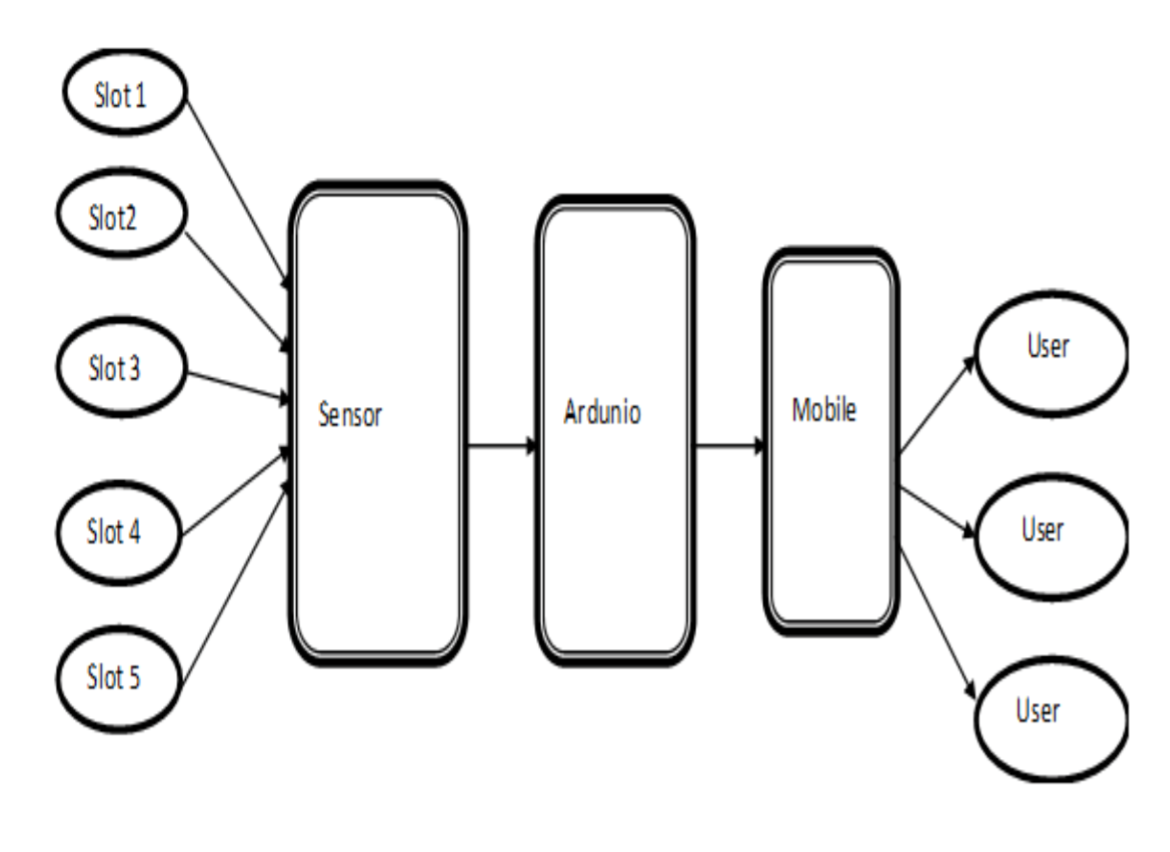 Slot 1
Slot2
Slot 3
Slot 4
Slot 5
Sensor
Ardunio
Mobile
User
User
User